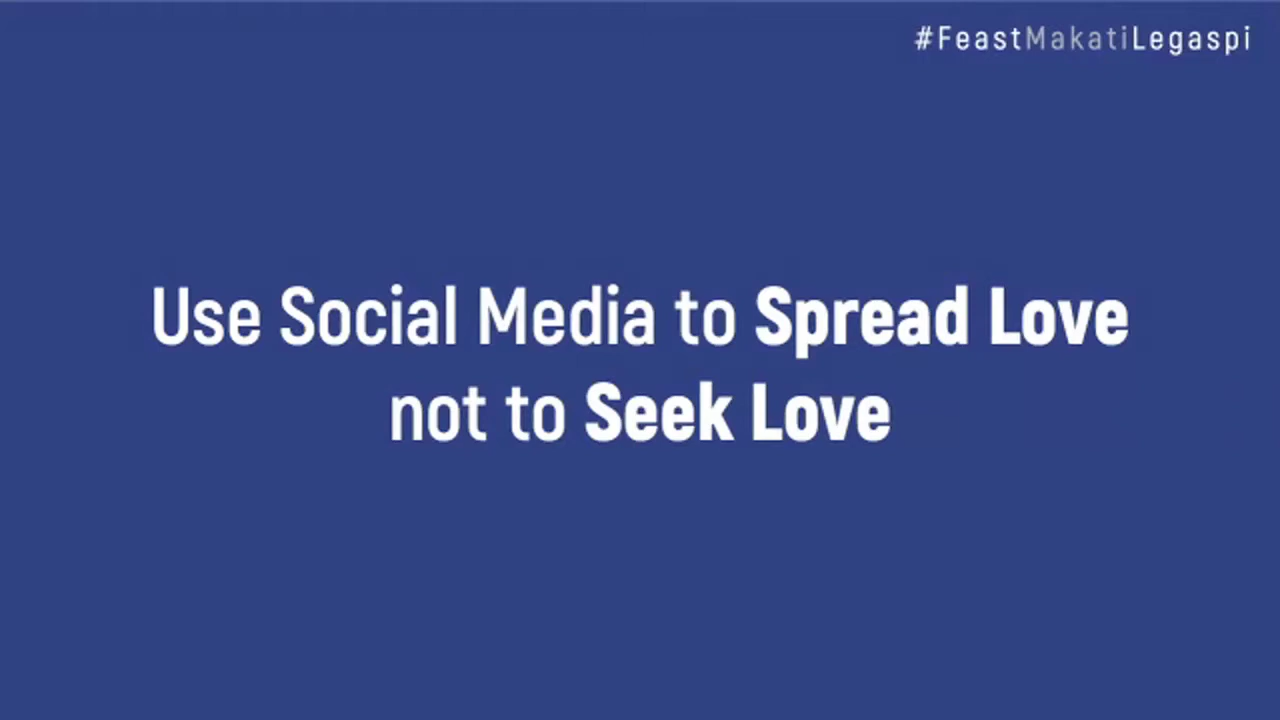 #FeastMakatiLegaspi
Use Social Media to Spread Love
not to Seek Love